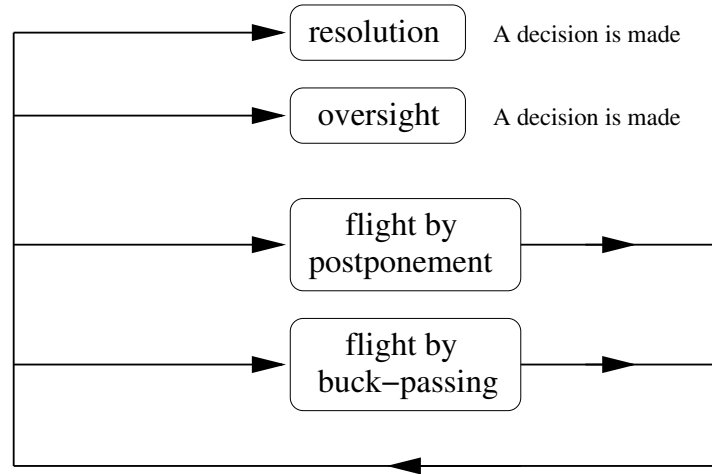 resolution A decision is made
oversight A decision is made
flight by
postponement
flight by
buck−passing